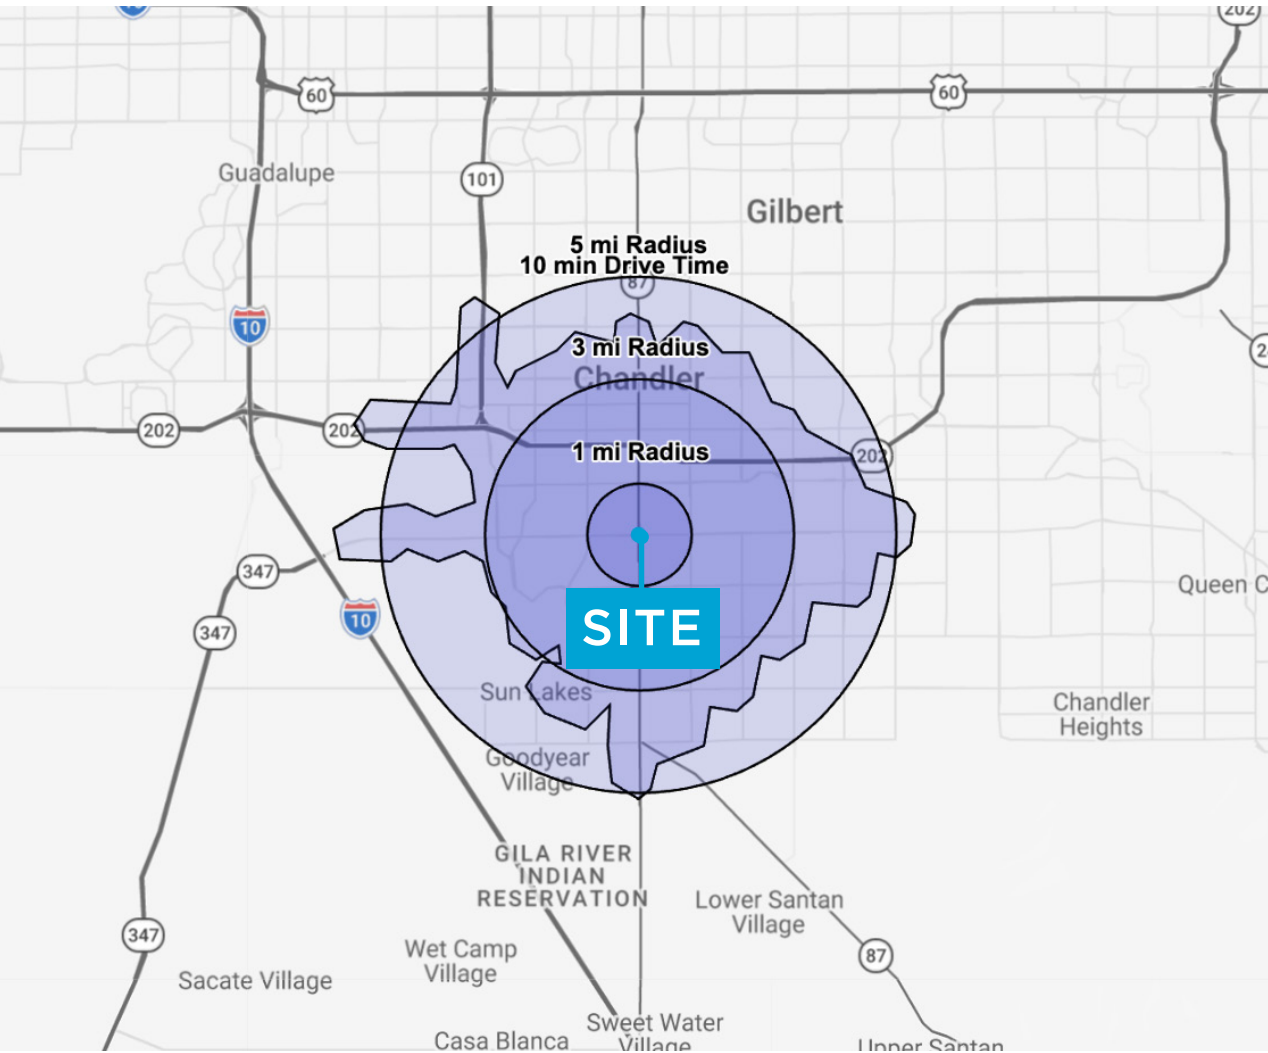 202
60
60
Guadalupe
101
Gilbert
5 mi Radius
10 min Drive Time
87
10
3 mi Radius
Chandler
202
202
1 mi Radius
202
347
Queen C
10
347
SITE
Sun Lakes
Chandler
Heights
Goodyear
Village
GILA RIVER
INDIAN
RESERVATION
Lower Santan
Village
347
Wet Camp
Village
87
Sacate Village
Sweet Water
Village
Casa Blanca
Upper Santan